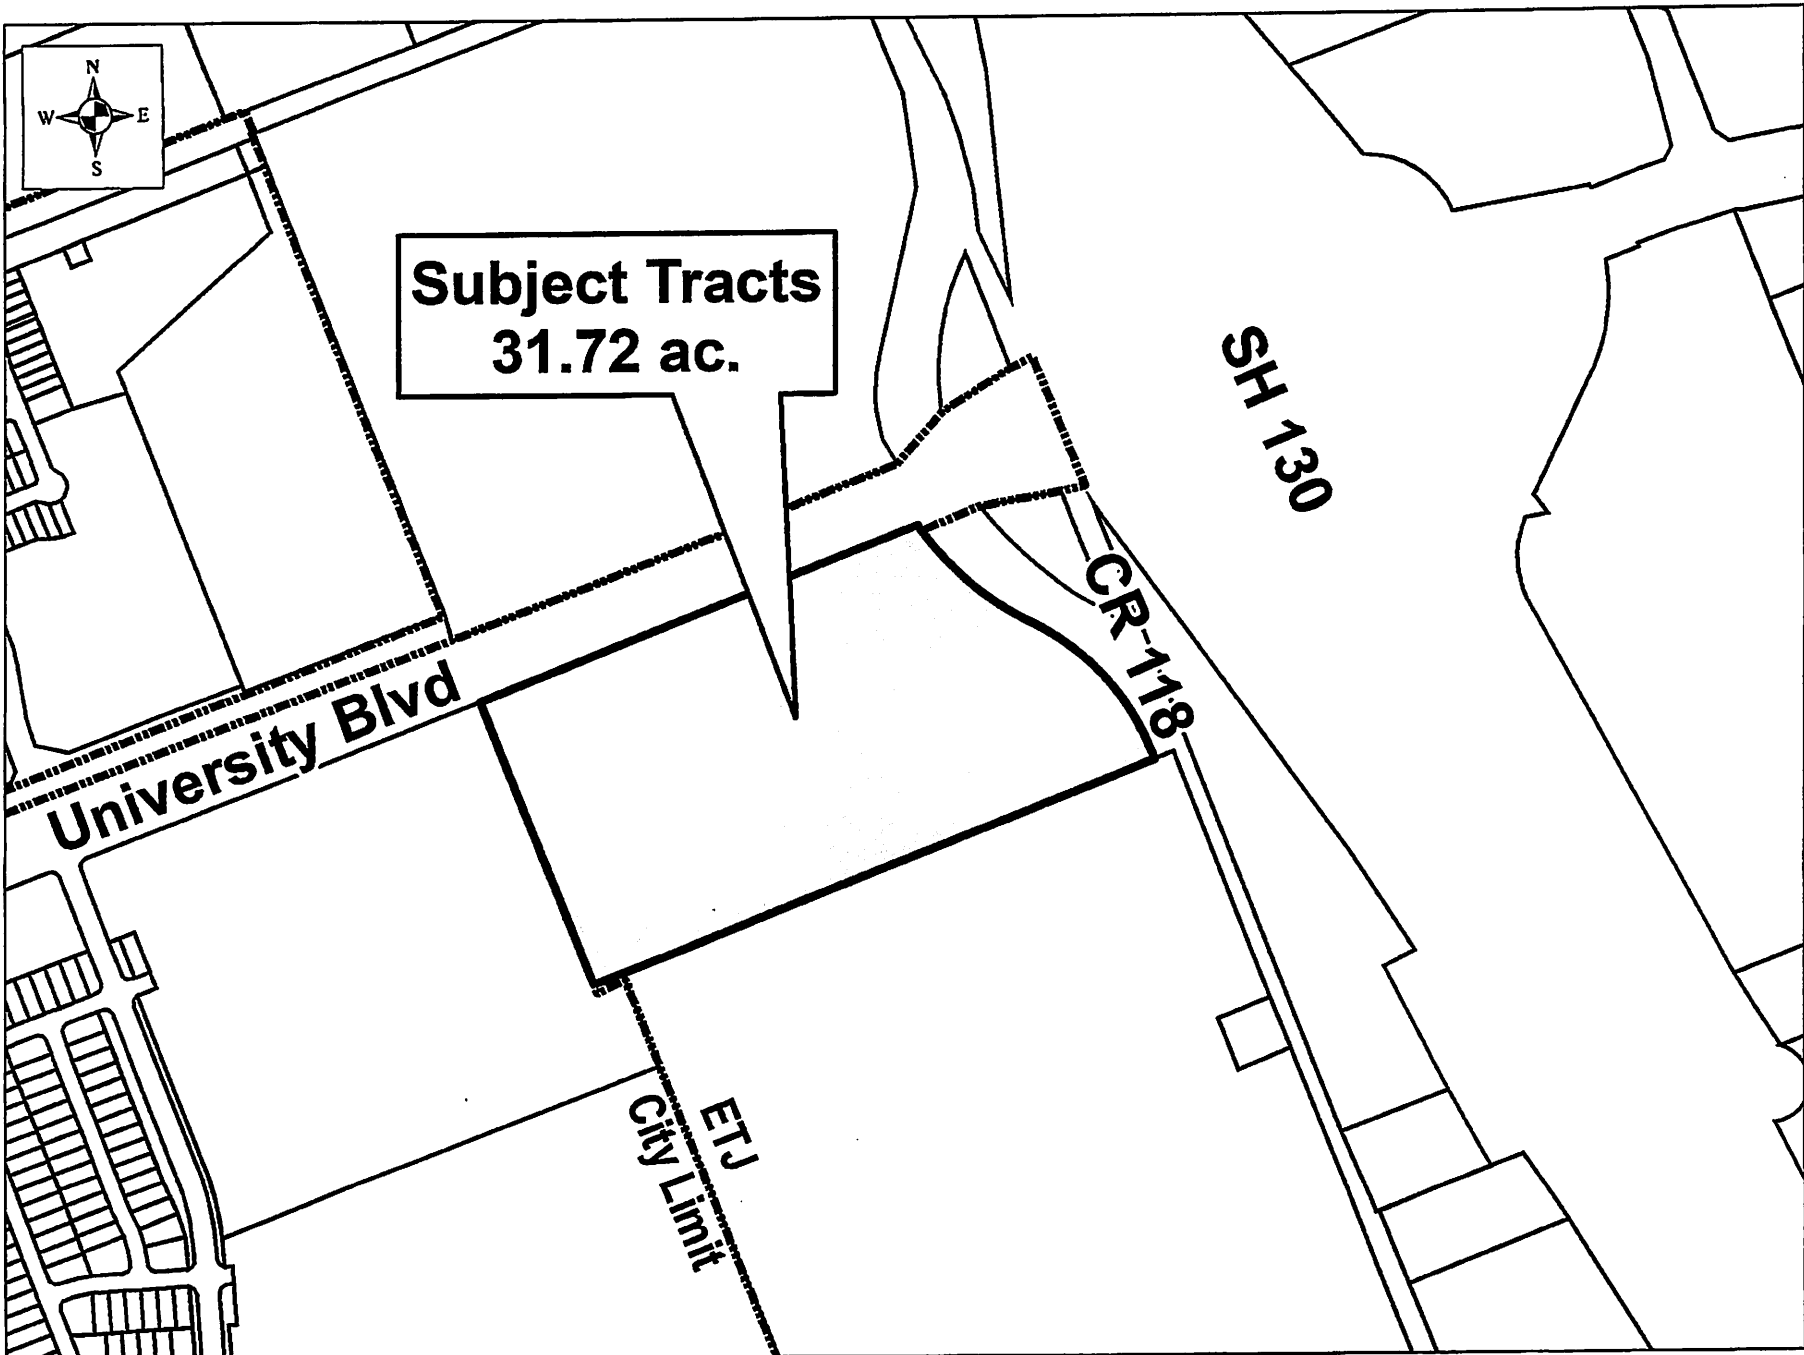 N
W E
S
Subject Tracts
31.72 ac.
SH 130
CR 118
University Blvd
ETJ
City Limit